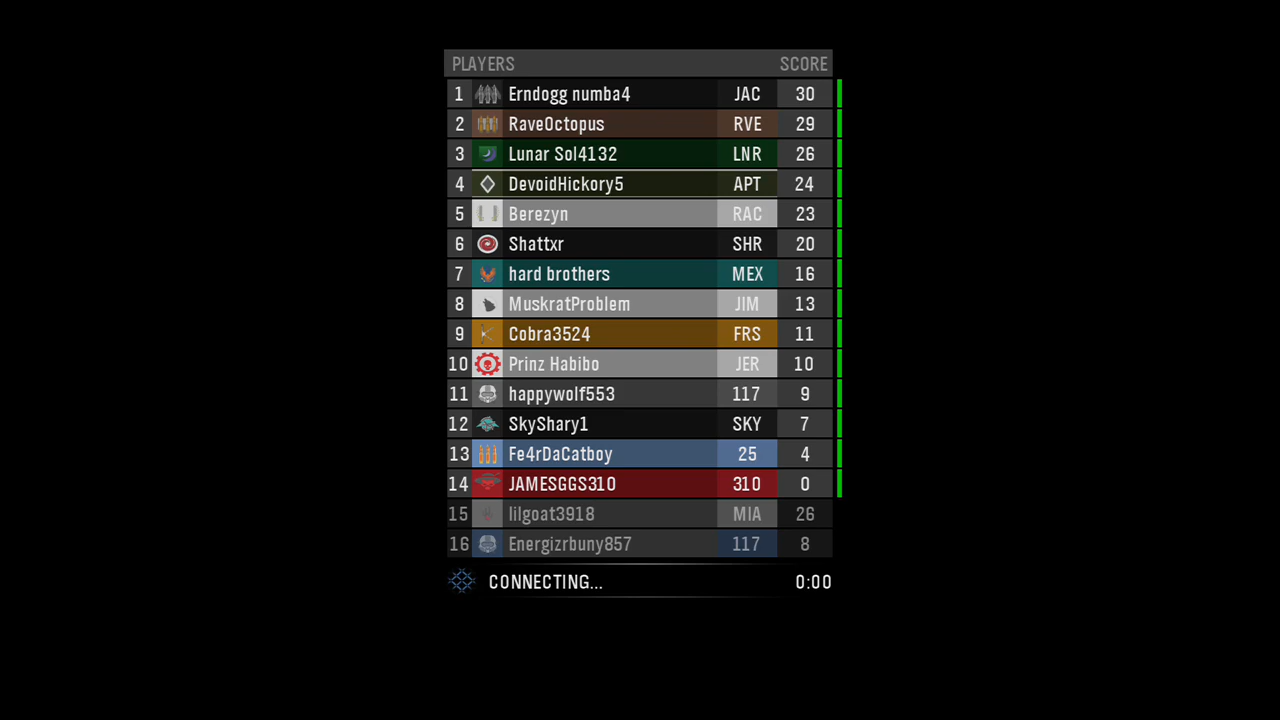 PLAYERS SCORE
1 Erndogg numba4 JAC 30
2 RaveOctopus RVE 29
3 Lunar Sol4132 LNR 26
4 DevoidHickory5 APT 24
5 Berezyn RAC 23
6 Shattxr SHR 20
7 hard brothers MEX 16
8 MuskratProblem JIM 13
9 Cobra3524 FRS 11
10 Prinz Habibo JER 10
11 happywolf553 117 9
12 SkyShary1 SKY 7
13 Fe4rDaCatboy 25 4
14 JAMESGGS310 310 0
15 lilgoat3918 MIA 26
16 Energizrbuny857 117 8
CONNECTING... 0:00